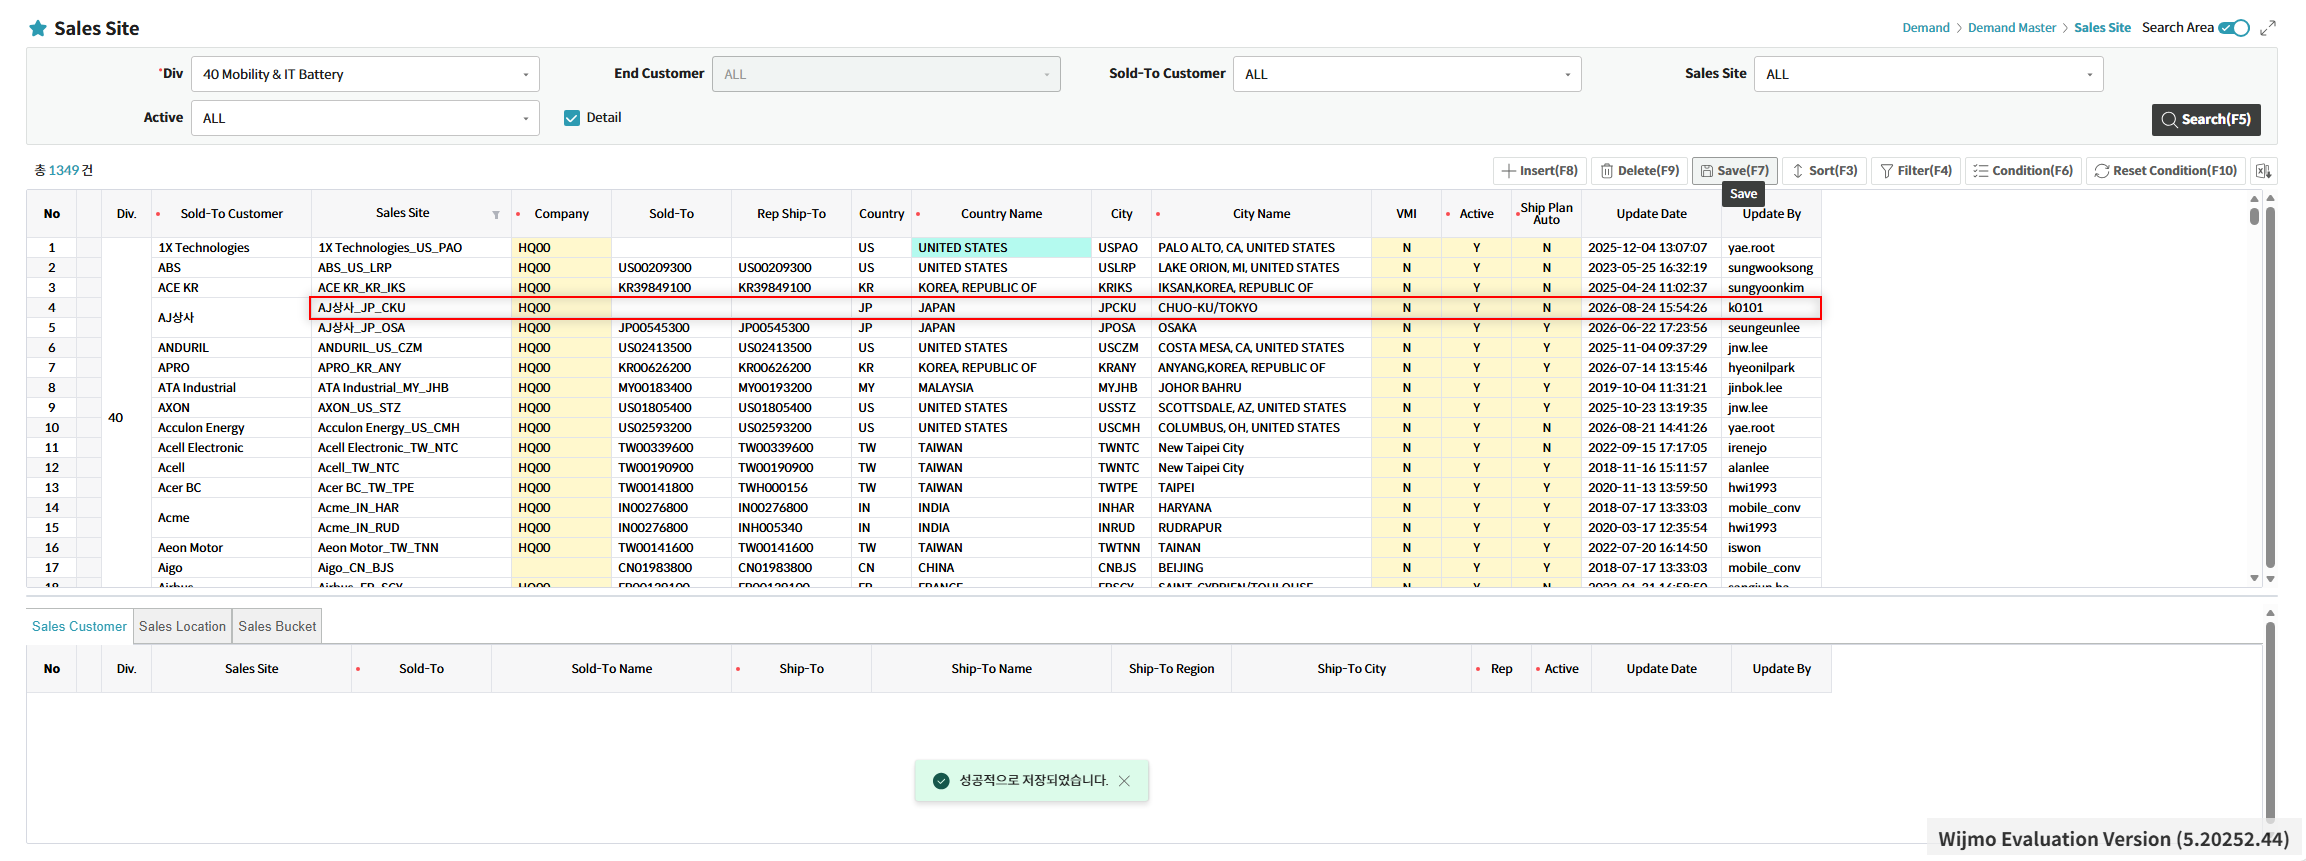 Sales Site
Demand > Demand Master > Sales Site Search Area
*Div 40 Mobility & IT Battery End Customer ALL Sold-To Customer ALL Sales Site ALL
Active ALL Detail
Search(F5)
총 1349 건
Insert(F8) Delete(F9) Save(F7) Sort(F3) Filter(F4) Condition(F6) Reset Condition(F10)
Save
No Div. Sold-To Customer Sales Site Company Sold-To Rep Ship-To Country Country Name City City Name VMI Active Ship Plan Auto Update Date Update By
1 1X Technologies 1X Technologies_US_PAO HQ00 US UNITED STATES USPAO PALO ALTO, CA, UNITED STATES N Y N 2025-12-04 13:07:07 yae.root
2 ABS ABS_US_LRP HQ00 US00209300 US00209300 US UNITED STATES USLRP LAKE ORION, MI, UNITED STATES N Y N 2023-05-25 16:32:19 sungwooksong
3 ACE KR ACE KR_KR_IKS HQ00 KR39849100 KR39849100 KR KOREA, REPUBLIC OF KRIKS IKSAN,KOREA, REPUBLIC OF N Y N 2025-04-24 11:02:37 sungyoonkim
4 AJ상사 AJ상사_JP_CKU HQ00 JP JAPAN JPCKU CHUO-KU/TOKYO N Y N 2026-08-24 15:54:26 k0101
5 AJ상사_JP_OSA HQ00 JP00545300 JP00545300 JP JAPAN JPOSA OSAKA N Y Y 2026-06-22 17:23:56 seungeunlee
6 ANDURIL ANDURIL_US_CZM HQ00 US02413500 US02413500 US UNITED STATES USCZM COSTA MESA, CA, UNITED STATES N Y Y 2025-11-04 09:37:29 jnw.lee
7 APRO APRO_KR_ANY HQ00 KR00626200 KR00626200 KR KOREA, REPUBLIC OF KRANY ANYANG,KOREA, REPUBLIC OF N Y Y 2026-07-14 13:15:46 hyeonilpark
8 ATA Industrial ATA Industrial_MY_JHB HQ00 MY00183400 MY00193200 MY MALAYSIA MYJHB JOHOR BAHRU N Y Y 2019-10-04 11:31:21 jinbok.lee
9 AXON AXON_US_STZ HQ00 US01805400 US01805400 US UNITED STATES USSTZ SCOTTSDALE, AZ, UNITED STATES N Y Y 2025-10-23 13:19:35 jnw.lee
40
10 Acculon Energy Acculon Energy_US_CMH HQ00 US02593200 US02593200 US UNITED STATES USCMH COLUMBUS, OH, UNITED STATES N Y N 2026-08-21 14:41:26 yae.root
11 Acell Electronic Acell Electronic_TW_NTC HQ00 TW00339600 TW00339600 TW TAIWAN TWNTC New Taipei City N Y Y 2022-09-15 17:17:05 irenejo
12 Acell Acell_TW_NTC HQ00 TW00190900 TW00190900 TW TAIWAN TWNTC New Taipei City N Y Y 2018-11-16 15:11:57 alanlee
13 Acer BC Acer BC_TW_TPE HQ00 TW00141800 TWH000156 TW TAIWAN TWTPE TAIPEI N Y Y 2020-11-13 13:59:50 hwi1993
14 Acme Acme_IN_HAR HQ00 IN00276800 IN00276800 IN INDIA INHAR HARYANA N Y Y 2018-07-17 13:33:03 mobile_conv
15 Acme_IN_RUD HQ00 IN00276800 INH005340 IN INDIA INRUD RUDRAPUR N Y Y 2020-03-17 12:35:54 hwi1993
16 Aeon Motor Aeon Motor_TW_TNN HQ00 TW00141600 TW00141600 TW TAIWAN TWTNN TAINAN N Y Y 2022-07-20 16:14:50 iswon
17 Aigo Aigo_CN_BJS CN01983800 CN01983800 CN CHINA CNBJS BEIJING N Y Y 2018-07-17 13:33:03 mobile_conv
Sales Customer Sales Location Sales Bucket
No Div. Sales Site Sold-To Sold-To Name Ship-To Ship-To Name Ship-To Region Ship-To City Rep Active Update Date Update By
성공적으로 저장되었습니다.
Wijmo Evaluation Version (5.20252.44)